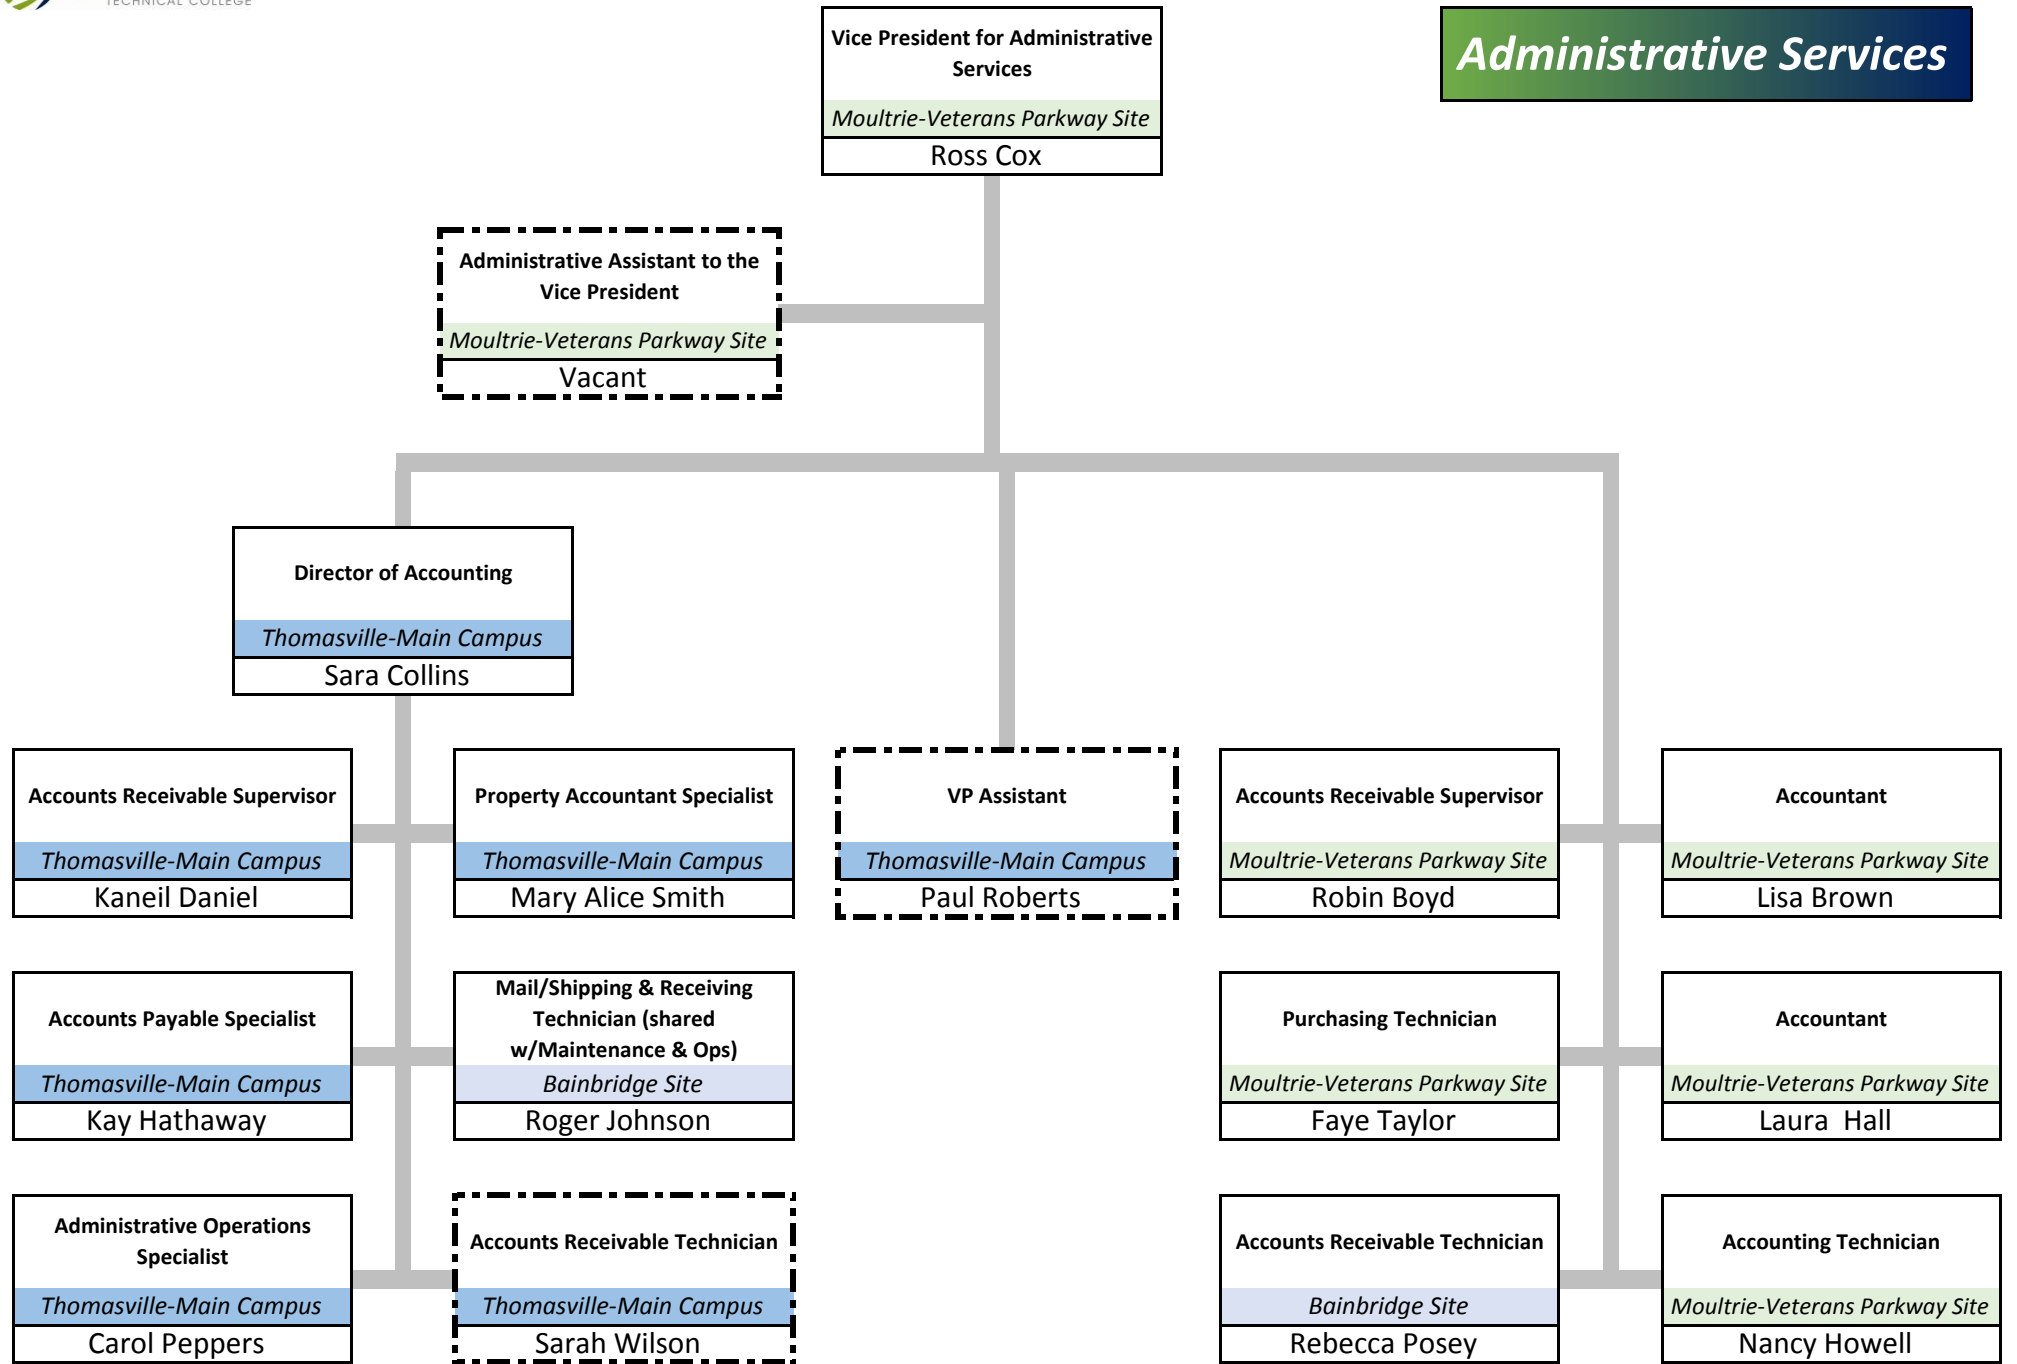 TECHNICAL COLLEGE
Administrative Services
Vice President for Administrative
Services
Moultrie-Veterans Parkway Site
Ross Cox
Administrative Assistant to the
Vice President
Moultrie-Veterans Parkway Site
Vacant
Director of Accounting
Thomasville-Main Campus
Sara Collins
Accounts Receivable Supervisor
Thomasville-Main Campus
Kaneil Daniel
Property Accountant Specialist
Thomasville-Main Campus
Mary Alice Smith
VP Assistant
Thomasville-Main Campus
Paul Roberts
Accounts Receivable Supervisor
Moultrie-Veterans Parkway Site
Robin Boyd
Accountant
Moultrie-Veterans Parkway Site
Lisa Brown
Accounts Payable Specialist
Thomasville-Main Campus
Kay Hathaway
Mail/Shipping & Receiving
Technician (shared
w/Maintenance & Ops)
Bainbridge Site
Roger Johnson
Purchasing Technician
Moultrie-Veterans Parkway Site
Faye Taylor
Accountant
Moultrie-Veterans Parkway Site
Laura  Hall
Administrative Operations
Specialist
Thomasville-Main Campus
Carol Peppers
Accounts Receivable Technician
Thomasville-Main Campus
Sarah Wilson
Accounts Receivable Technician
Bainbridge Site
Rebecca Posey
Accounting Technician
Moultrie-Veterans Parkway Site
Nancy Howell